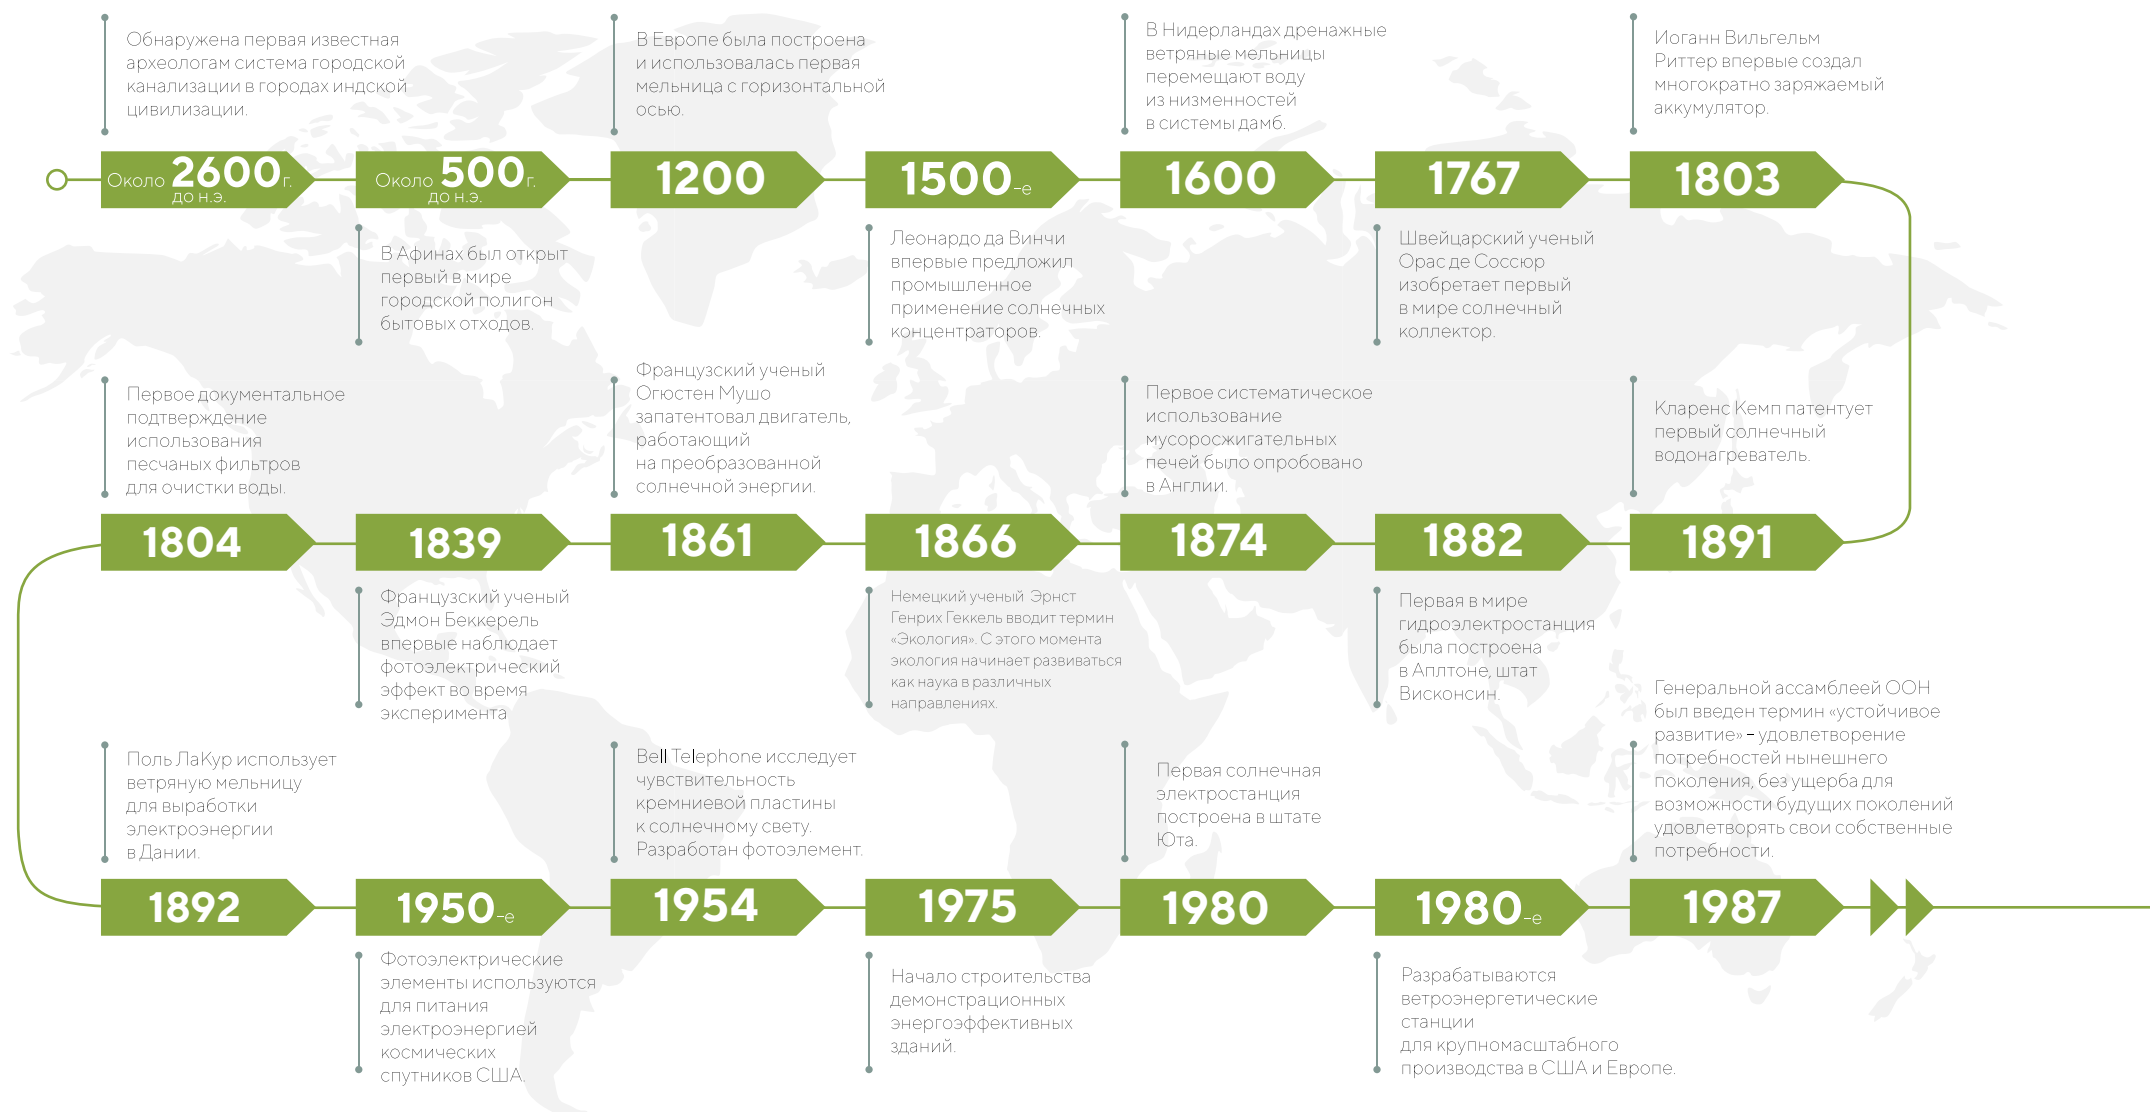 Обнаружена первая известная
археологам система городской
канализации в городах индской
цивилизации.
Около 2600 г.
до н.э.
Около 500 г.
до н.э.
В Афинах был открыт
первый в мире
городской полигон
бытовых отходов.
В Европе была построена
и использовалась первая
мельница с горизонтальной
осью.
1200
1500-е
Леонардо да Винчи
впервые предложил
промышленное
применение солнечных
концентраторов.
В Нидерландах дренажные
ветряные мельницы
перемещают воду
из низменностей
в системы дамб.
1600
1767
Швейцарский ученый
Орас де Соссюр
изобретает первый
в мире солнечный
коллектор.
Иоганн Вильгельм
Риттер впервые создал
многократно заряжаемый
аккумулятор.
1803
Первое документальное
подтверждение
использования
песчаных фильтров
для очистки воды.
1804
1839
Французский ученый
Эдмон Беккерель
впервые наблюдает
фотоэлектрический
эффект во время
эксперимента
Французский ученый
Огюстен Мушо
запатентовал двигатель,
работающий
на преобразованной
солнечной энергии.
1861
1866
Немецкий ученый Эрнст
Генрих Геккель вводит термин
«Экология». С этого момента
экология начинает развиваться
как наука в различных
направлениях.
Первое систематическое
использование
мусоросжигательных
печей было опробовано
в Англии.
1874
1882
Первая в мире
гидроэлектростанция
была построена
в Аплтоне, штат
Висконсин.
Кларенс Кемп патентует
первый солнечный
водонагреватель.
1891
Поль ЛаКур использует
ветряную мельницу
для выработки
электроэнергии
в Дании.
1892
1950-е
Фотоэлектрические
элементы используются
для питания
электроэнергией
космических
спутников США.
Bell Telephone исследует
чувствительность
кремниевой пластины
к солнечному свету.
Разработан фотоэлемент.
1954
1975
Начало строительства
демонстрационных
энергоэффективных
зданий.
Первая солнечная
электростанция
построена в штате
Юта.
1980
1980-е
Разрабатываются
ветроэнергетические
станции
для крупномасштабного
производства в США и Европе.
Генеральной ассамблеей ООН
был введен термин «устойчивое
развитие» – удовлетворение
потребностей нынешнего
поколения, без ущерба для
возможности будущих поколений
удовлетворять свои собственные
потребности.
1987